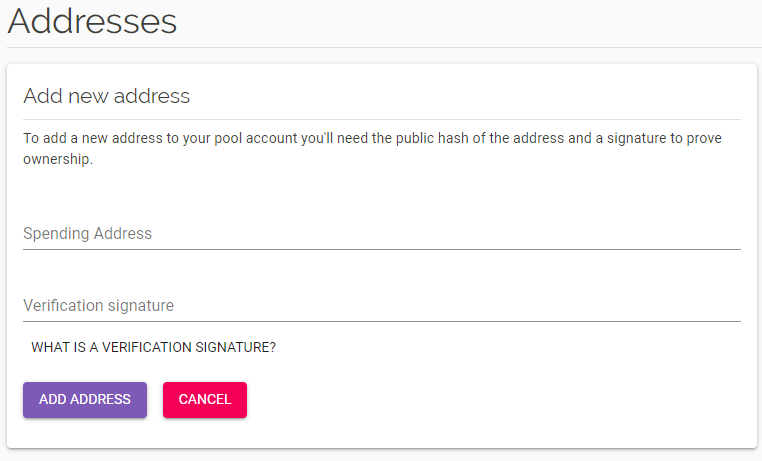 Addresses
Add new address
To add a new address to your pool account you'll need the public hash of the address and a signature to prove
ownership.
Spending Address
Verification signature
WHAT IS A VERIFICATION SIGNATURE?
ADD ADDRESS CANCEL